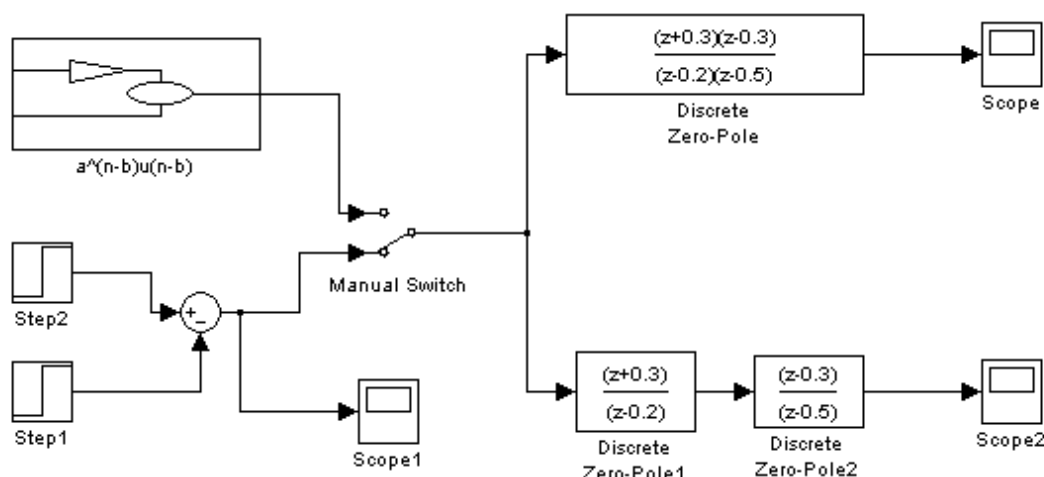 (z+0.3)(z-0.3)
(z-0.2)(z-0.5)
Discrete
Zero-Pole
Scope
a^(n-b)u(n-b)
Manual Switch
Step2
+
-
Step1
Scope1
(z+0.3)
(z-0.2)
Discrete
Zero-Pole1
(z-0.3)
(z-0.5)
Discrete
Zero-Pole2
Scope2